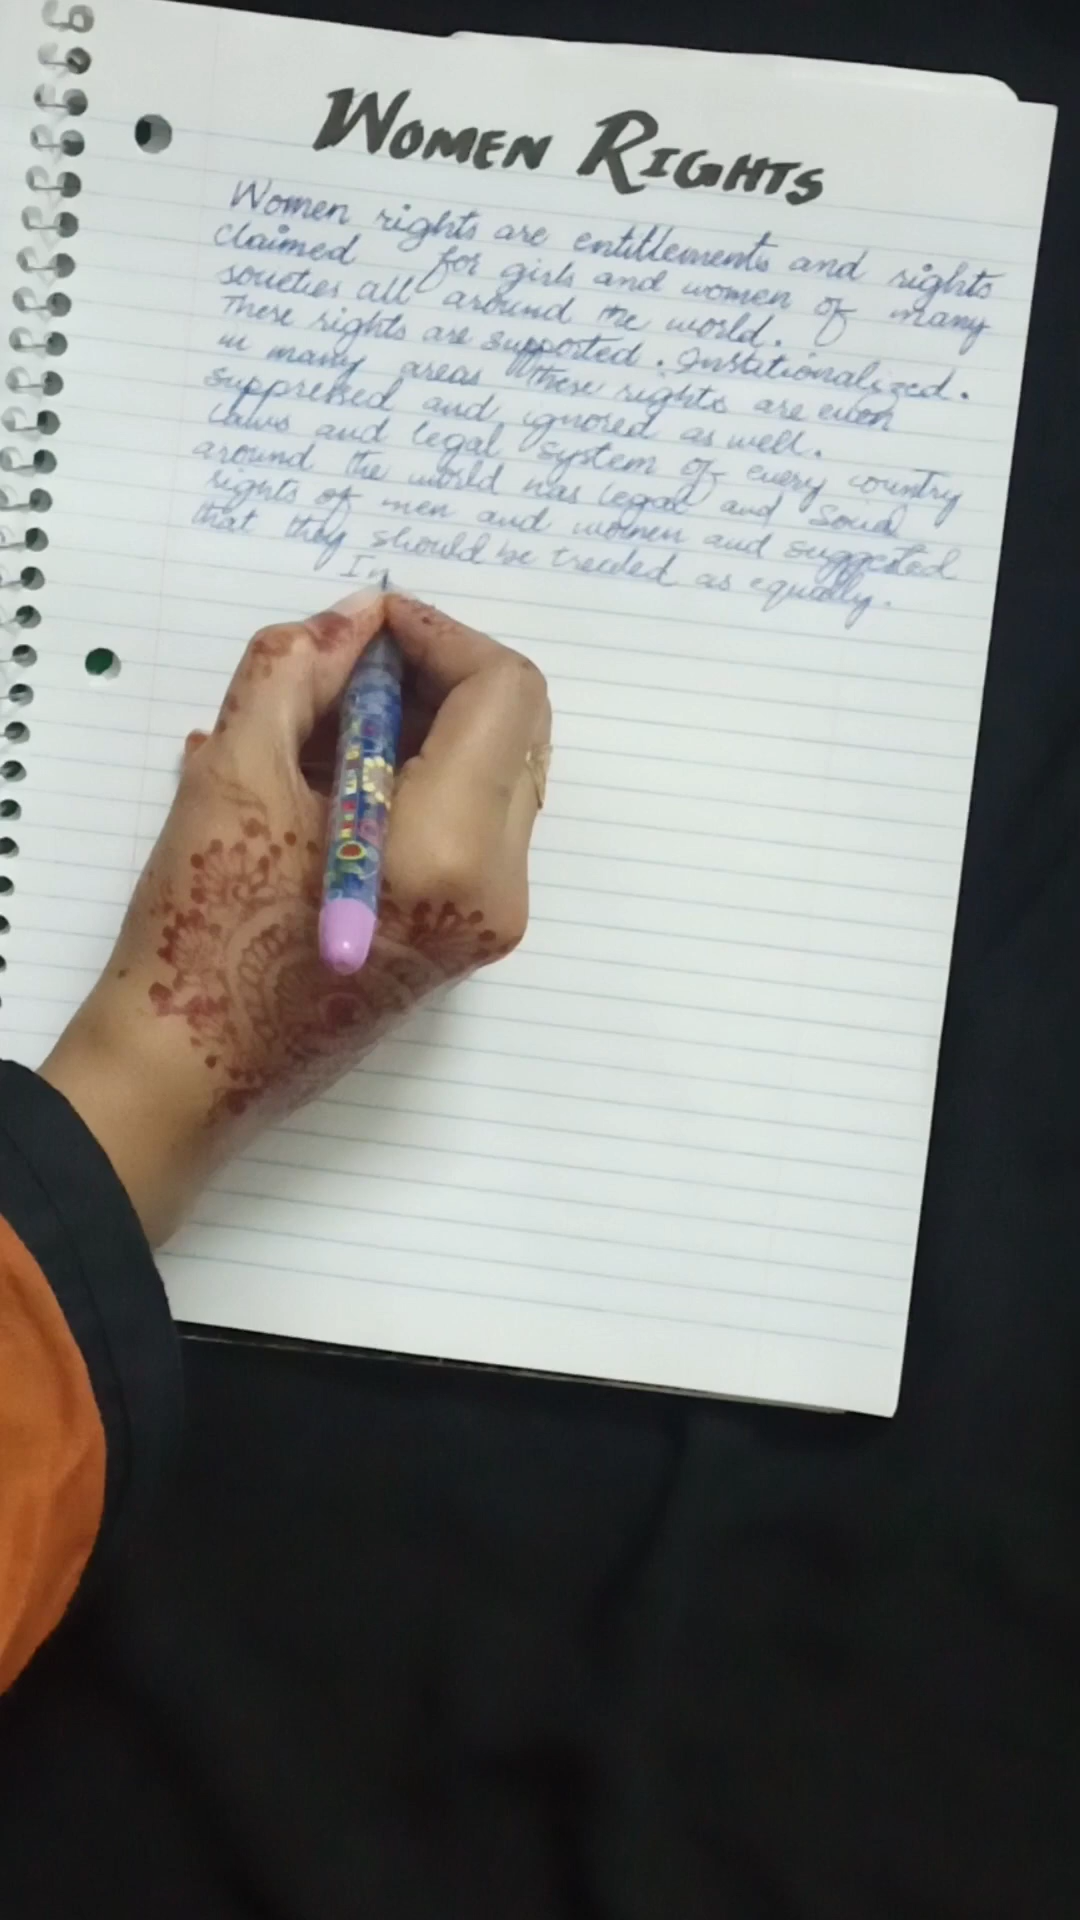 WOMEN RIGHTS
Women rights are entitlements and rights
claimed for girls and women of many
societies all around the world.
These rights are supported. Instationalized.
in many areas these rights are even
suppressed and ignored as well.
Laws and legal system of every country
around the world has legal and social
rights of men and women and suggested
that they should be treated as equally.
In